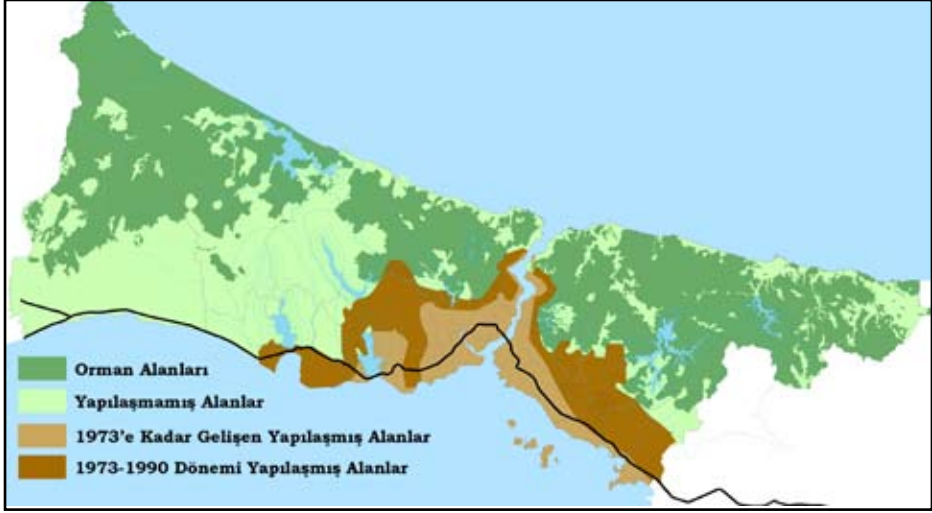 Orman Alanları
Yapılaşmamış Alanlar
1973'e Kadar Gelişen Yapılaşmış Alanlar
1973-1990 Dönemi Yapılaşmış Alanlar